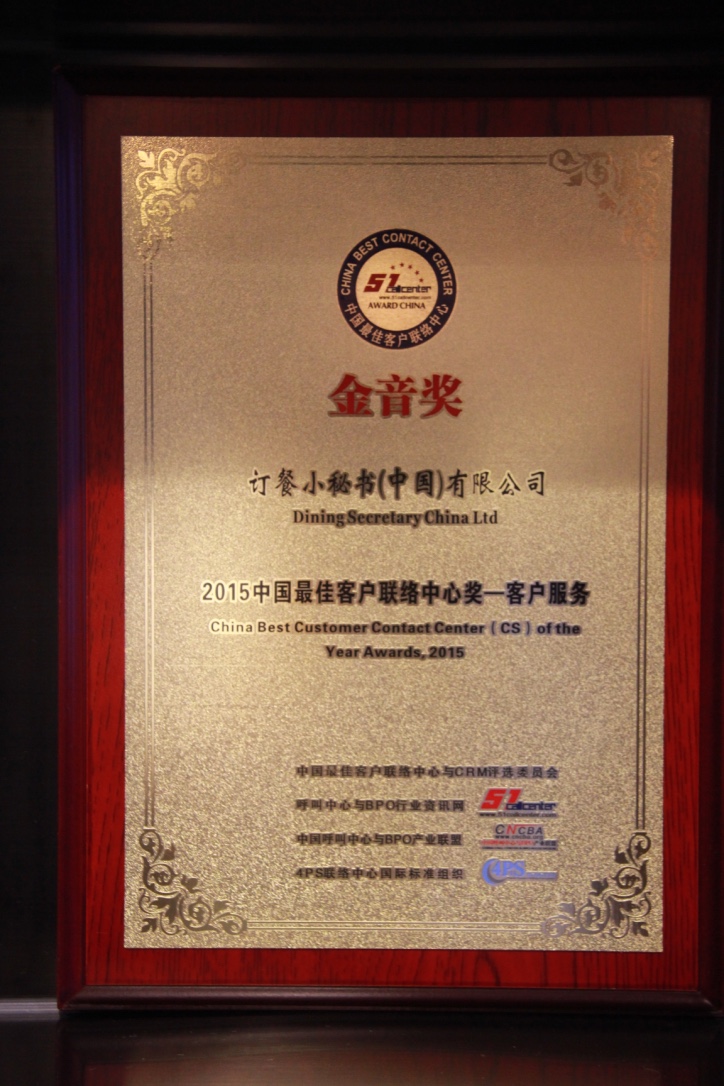 CHINA BEST CONTACT CENTER
51callcenter
www.51callcenter.com
AWARD CHINA
中国最佳客户联络中心
金音奖
订餐小秘书(中国)有限公司
Dining Secretary China Ltd
2015中国最佳客户联络中心奖—客户服务
China Best Customer Contact Center ( CS ) of the
Year Awards, 2015
中国最佳客户联络中心与CRM评选委员会
呼叫中心与BPO行业资讯网 51callcenter
www.51callcenter.com
中国呼叫中心与BPO产业联盟 CNCBA
4PS联络中心国际标准组织 4PS